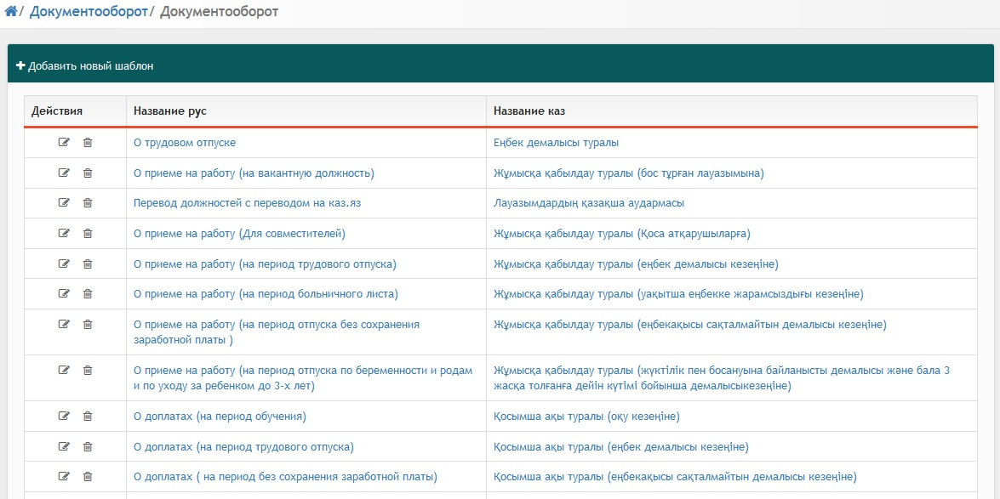 / Документооборот / Документооборот
Добавить новый шаблон
Действия Название рус Название каз
О трудовом отпуске Еңбек демалысы туралы
О приеме на работу (на вакантную должность) Жұмысқа қабылдау туралы (бос тұрған лауазымына)
Перевод должностей с переводом на каз.яз Лауазымдардың қазақша аудармасы
О приеме на работу (Для совместителей) Жұмысқа қабылдау туралы (Қоса атқарушыларға)
О приеме на работу (на период трудового отпуска) Жұмысқа қабылдау туралы (еңбек демалысы кезеңіне)
О приеме на работу (на период больничного листа) Жұмысқа қабылдау туралы (уақытша еңбекке жарамсыздығы кезеңіне)
О приеме на работу (на период отпуска без сохранения
заработной платы ) Жұмысқа қабылдау туралы (еңбекақысы сақталмайтын демалысы кезеңіне)
О приеме на работу (на период отпуска по беременности и родам
и по уходу за ребенком до 3-х лет) Жұмысқа қабылдау туралы (жүктілік пен босануына байланысты демалысы және бала 3
жасқа толғанға дейін күтімі бойынша демалысыкезеңіне)
О доплатах (на период обучения) Қосымша ақы туралы (оқу кезеңіне)
О доплатах (на период трудового отпуска) Қосымша ақы туралы (еңбек демалысы кезеңіне)
О доплатах ( на период без сохранения заработной платы) Қосымша ақы туралы (еңбекақысы сақталмайтын демалысы кезеңіне)